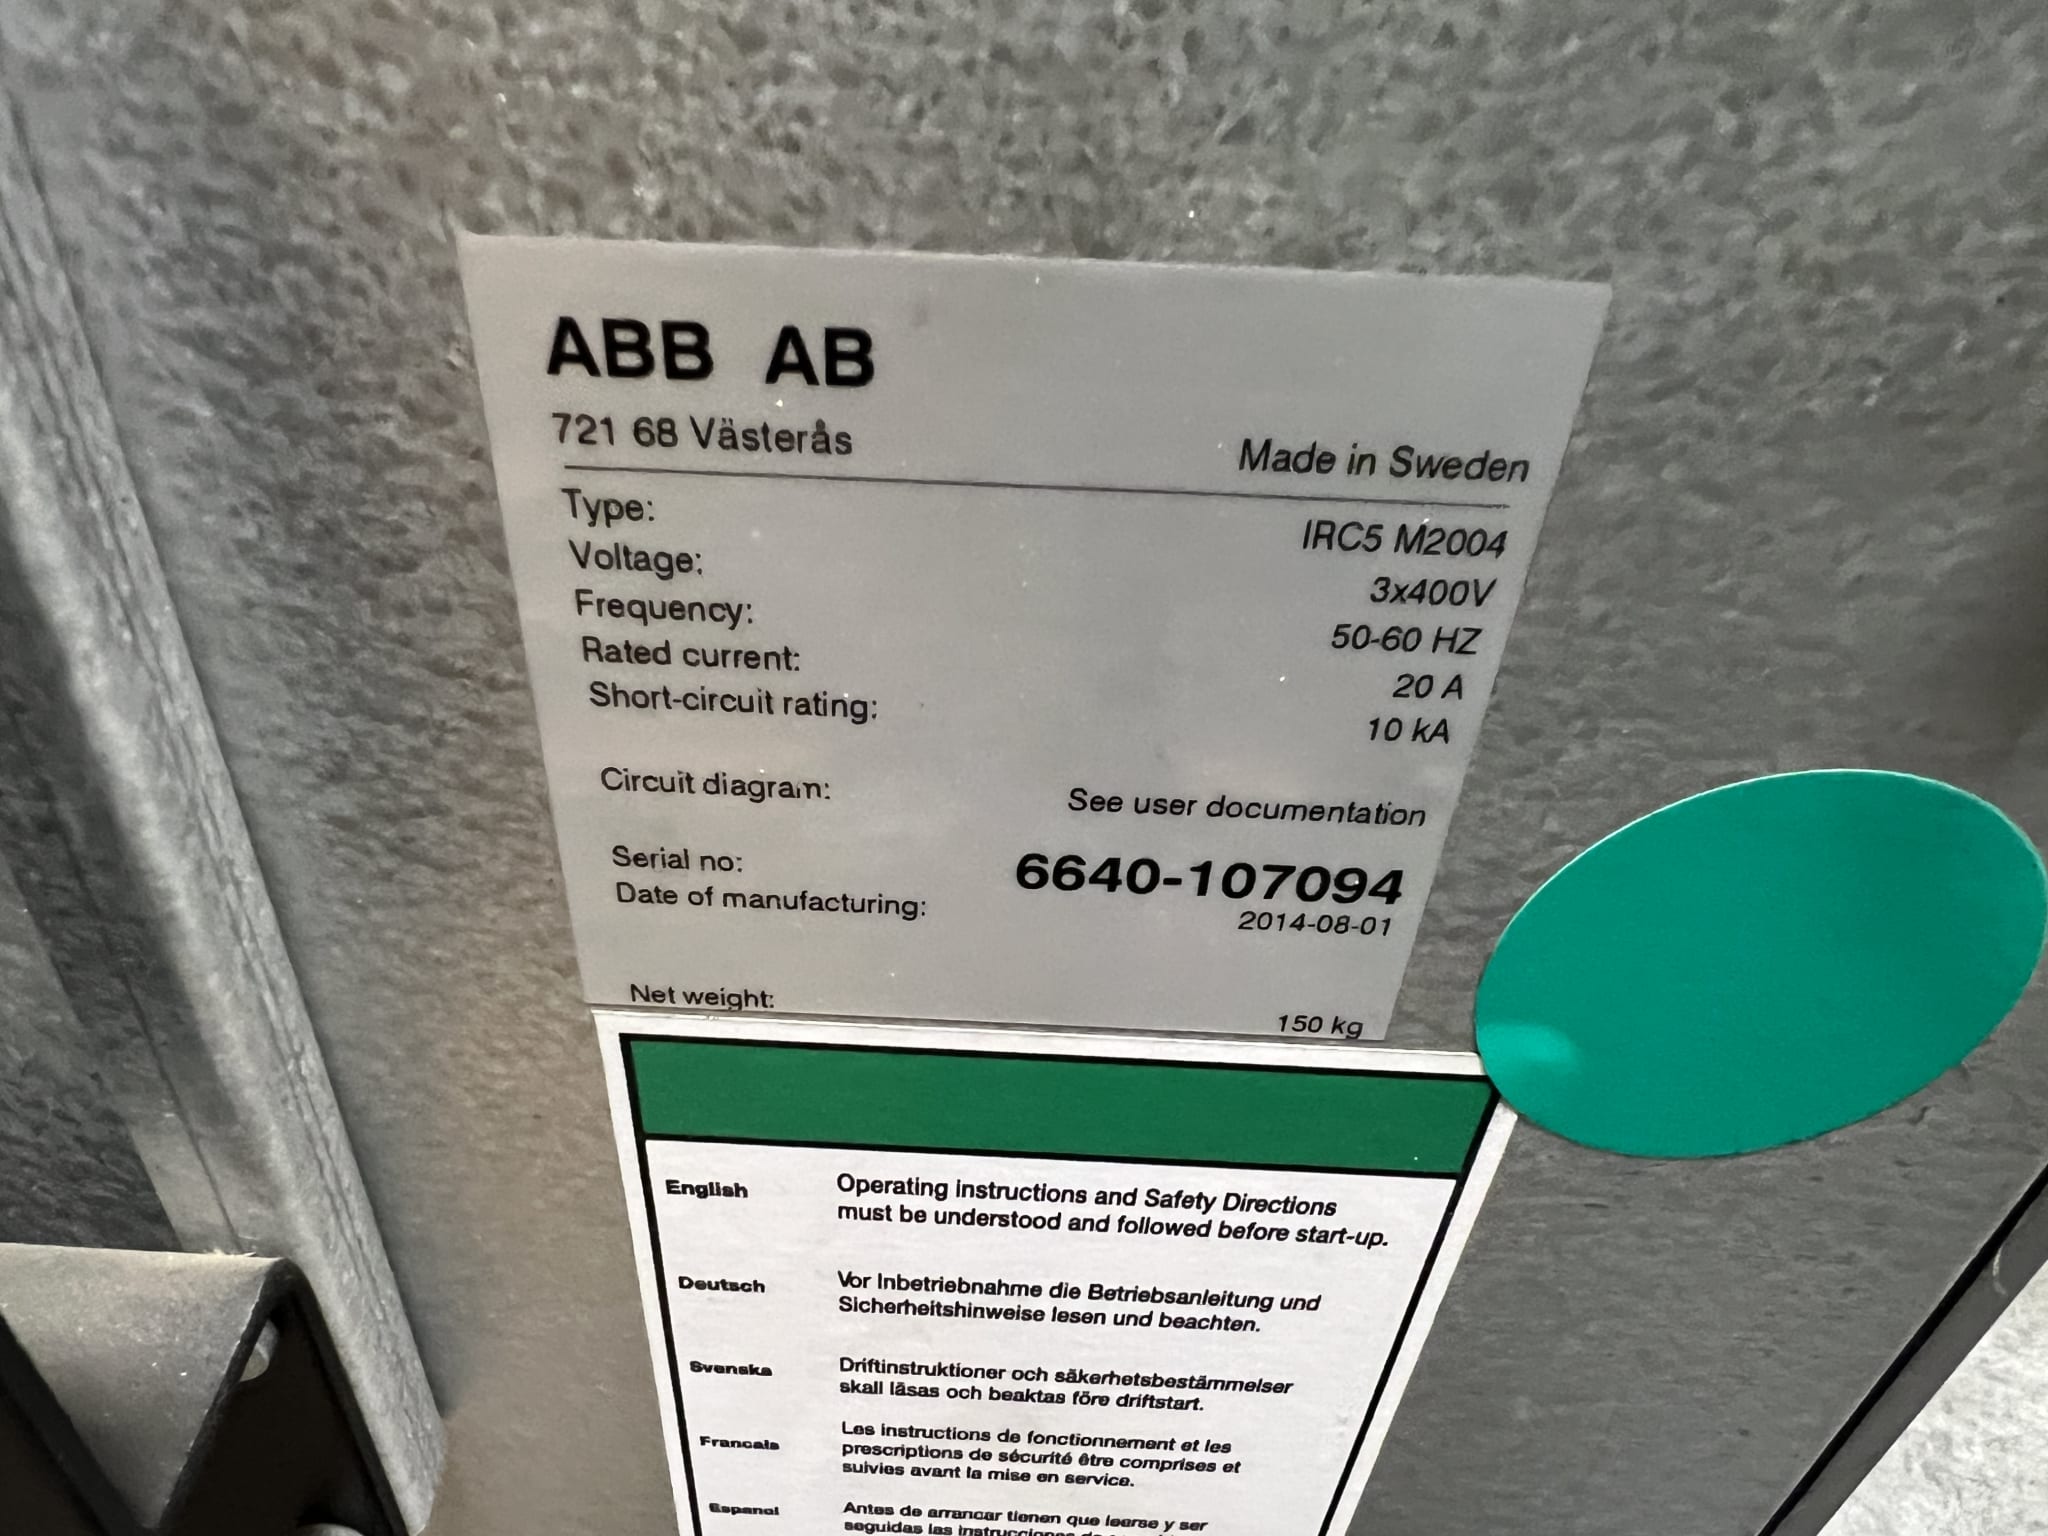 ABB AB
721 68 Västerås
Made in Sweden
Type: IRC5 M2004
Voltage: 3x400V
Frequency: 50-60 HZ
Rated current: 20 A
Short-circuit rating: 10 kA
Circuit diagram: See user documentation
Serial no: 6640-107094
Date of manufacturing: 2014-08-01
Net weight: 150 kg
English Operating instructions and Safety Directions
must be understood and followed before start-up.
Deutsch Vor Inbetriebnahme die Betriebsanleitung und
Sicherheitshinweise lesen und beachten.
Svenska Driftinstruktioner och säkerhetsbestämmelser
skall läsas och beaktas före driftstart.
Francais Les instructions de fonctionnement et les
prescriptions de sécurité être comprises et
suivies avant la mise en service.
Espanol Antes de arrancar tienen que learse y ser
seguidas las instrucciones de